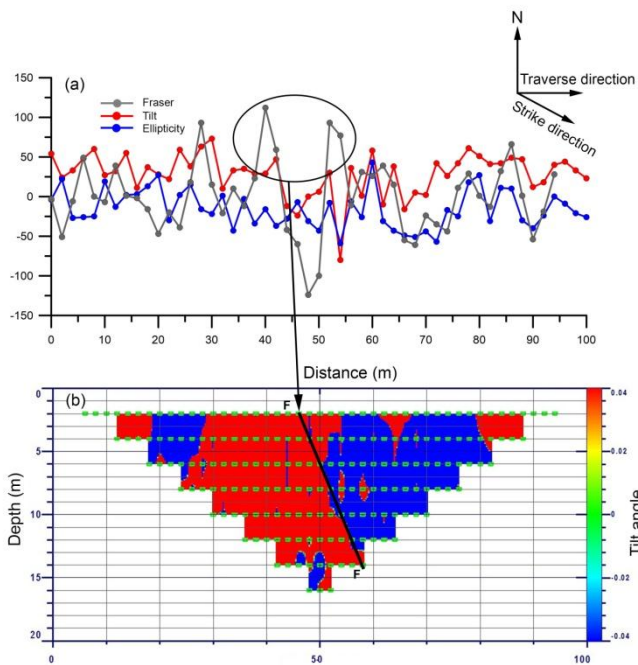 N
Traverse direction
Strike direction
(a)
Fraser
Tilt
Ellipticity
150
100
50
0
-50
-100
-150
0 10 20 30 40 50 60 70 80 90 100
Distance (m)
(b)
F
F
0
5
10
15
20
Depth (m)
0 50 100
0.04
0.02
0
-0.02
-0.04
Tilt angle